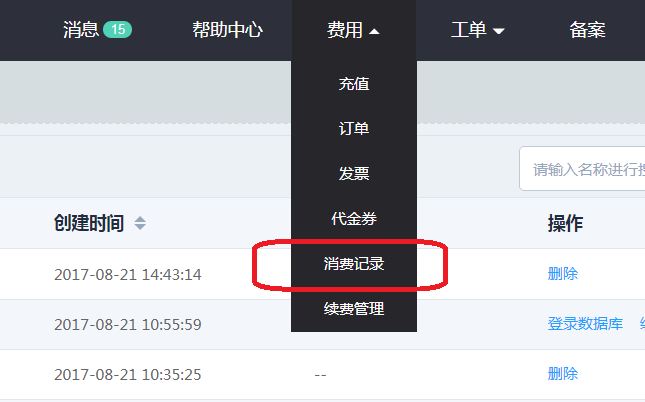 消息 15 帮助中心 费用 工单 备案
充值
订单
发票
代金券
请输入名称进行
创建时间 操作
消费记录
2017-08-21 14:43:14 删除
续费管理
2017-08-21 10:55:59 登录数据库
2017-08-21 10:35:25 -- 删除